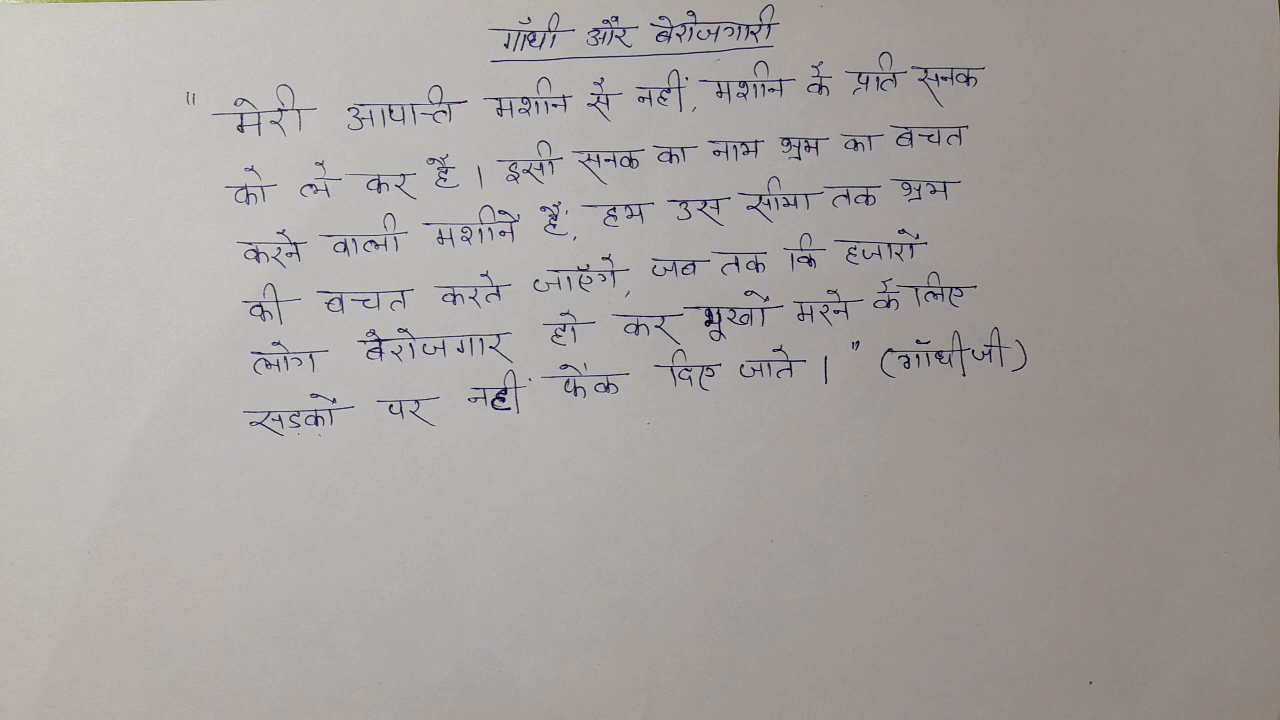 गाँधी और बेरोजगारी
" मेरी आपत्ति मशीन से नहीं, मशीन के प्रति सनक
को ले कर है। इसी सनक का नाम श्रम का बचत
करने वाली मशीनें हैं, हम उस सीमा तक श्रम
की बचत करते जाएँगे, जब तक कि हजारों
लोग बेरोजगार हो कर भूखों मरने के लिए
सड़कों पर नहीं फेंक दिए जाते। " (गाँधीजी)